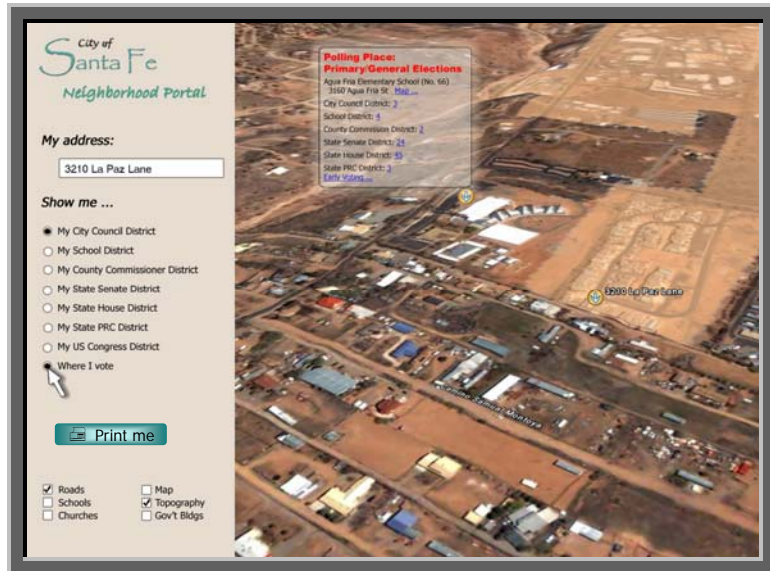 City of
Santa Fe
Neighborhood Portal
My address:
3210 La Paz Lane
Show me ...
My City Council District
My School District
My County Commissioner District
My State Senate District
My State House District
My State PRC District
My US Congress District
Where I vote
Print me
Roads
Schools
Churches
Map
Topography
Gov't Bldgs
Polling Place:
Primary/General Elections
Agua Fria Elementary School (No. 66)
3160 Agua Fria St Map ...
City Council District: 3
School District: 4
County Commission District: 2
State Senate District: 24
State House District: 45
State PRC District: 3
Early Voting ...
3210 La Paz Lane
Camino Samuel Montoya